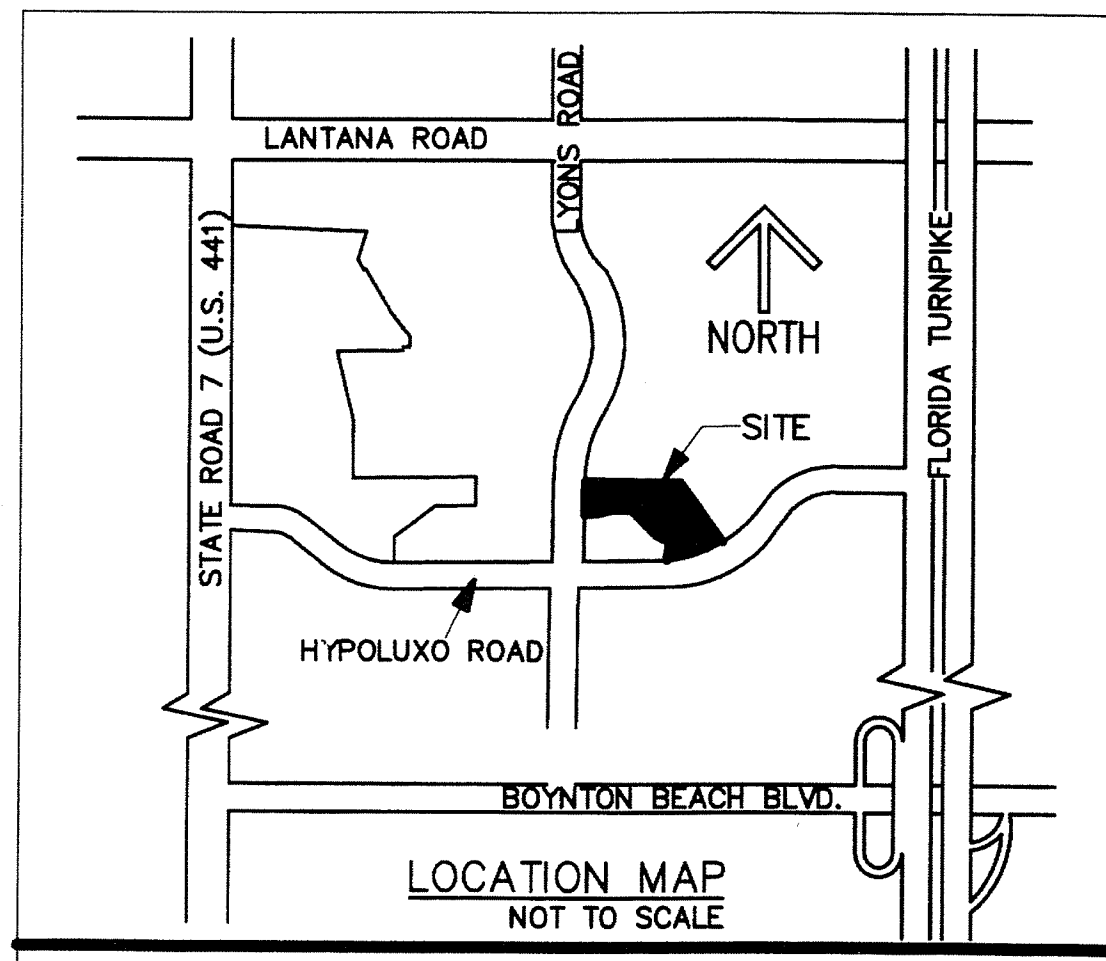 LYONS ROAD
LANTANA ROAD
STATE ROAD 7 (U.S. 441)
NORTH
FLORIDA TURNPIKE
SITE
HYPOLUXO ROAD
BOYNTON BEACH BLVD.
LOCATION MAP
NOT TO SCALE